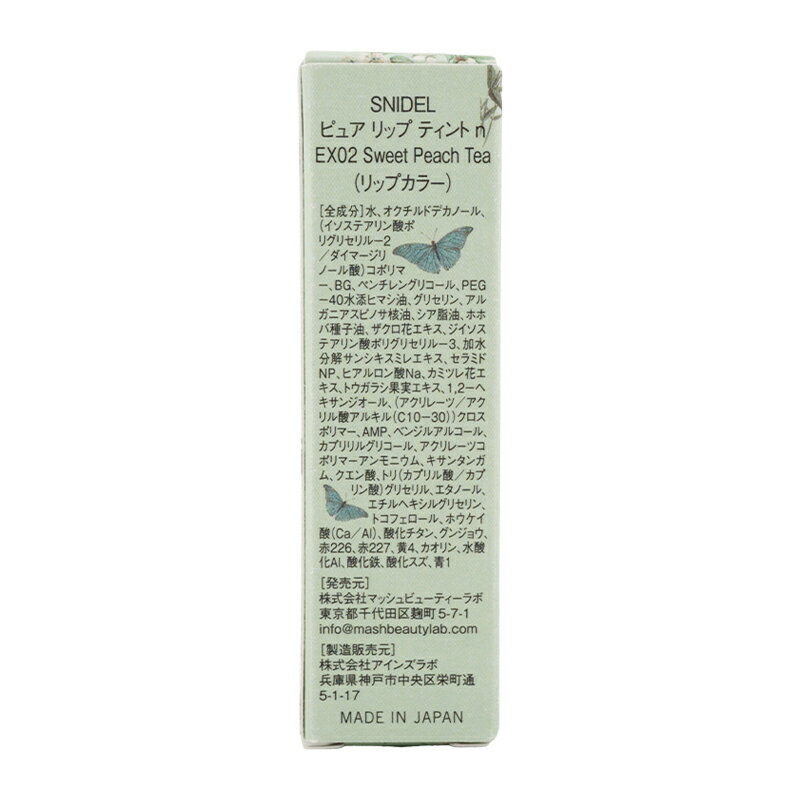 SNIDEL
ピュア リップ ティント n
EX02 Sweet Peach Tea
(リップカラー)
[全成分]水、オクチルドデカノール、
(イソステアリン酸ポ
リグリセリルー2
/ダイマージリ
ノール酸)コポリマ
ー、BG、ペンチレングリコール、PEG
ー40水添ヒマシ油、グリセリン、アル
ガニアスピノサ核油、シア脂油、ホホ
バ種子油、ザクロ花エキス、ジイソス
テアリン酸ポリグリセリルー3、加水
分解サンシキスミレエキス、セラミド
NP、ヒアルロン酸Na、カミツレ花エ
キス、トウガラシ果実エキス、1,2ーヘ
キサンジオール、(アクリレーツ/アク
リル酸アルキル(C10ー30))クロス
ポリマー、AMP、ベンジルアルコール、
カプリリルグリコール、アクリレーツコ
ポリマーアンモニウム、キサンタンガ
ム、クエン酸、トリ(カプリル酸/カプ
リン酸)グリセリル、エタノール、
エチルヘキシルグリセリン、
トコフェロール、ホウケイ
酸(Ca/Al)、酸化チタン、グンジョウ、
赤226、赤227、黄4、カオリン、水酸
化Al、酸化鉄、酸化スズ、青1
[発売元]
株式会社マッシュビューティーラボ
東京都千代田区麹町5-7-1
info@mashbeautylab.com
[製造販売元]
株式会社アインズラボ
兵庫県神戸市中央区栄町通
5-1-17
MADE IN JAPAN